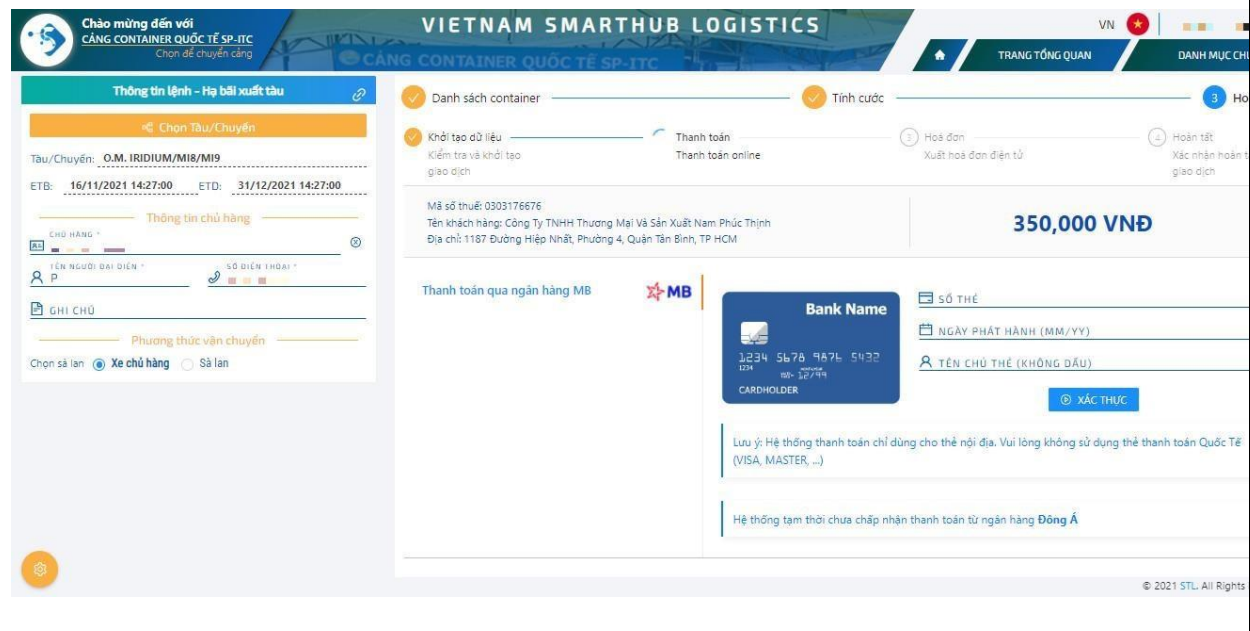 Chào mừng đến với
CẢNG CONTAINER QUỐC TẾ SP-ITC
Chọn để chuyển cảng
VIETNAM SMARTHUB LOGISTICS
CẢNG CONTAINER QUỐC TẾ SP-ITC
VN
TRANG TỔNG QUAN
DANH MỤC
Thông tin lệnh - Hạ bãi xuất tàu
Chọn Tàu/Chuyến
Tàu/Chuyến: O.M. IRIDIUM/MI8/MI9
ETB: 16/11/2021 14:27:00 ETD: 31/12/2021 14:27:00
Thông tin chủ hàng
CHỦ HÀNG *
TÊN NGƯỜI ĐẠI DIỆN * SỐ ĐIỆN THOẠI *
P
GHI CHÚ
Phương thức vận chuyển
Chọn sà lan Xe chủ hàng Sà lan
Danh sách container
Tính cước
3
Khởi tạo dữ liệu
Kiểm tra và khởi tạo
giao dịch
Thanh toán
Thanh toán online
3 Hoá đơn
Xuất hoá đơn điện tử
4 Hoàn tất
Xác nhận hoàn
giao dịch
Mã số thuế: 0303176676
Tên khách hàng: Công Ty TNHH Thương Mại Và Sản Xuất Nam Phúc Thịnh
Địa chỉ: 1187 Đường Hiệp Nhất, Phường 4, Quận Tân Bình, TP HCM
350,000 VNĐ
Thanh toán qua ngân hàng MB
MB
Bank Name
1234 5678 9876 5432
1234
12/99
CARDHOLDER
SỐ THẺ
NGÀY PHÁT HÀNH (MM/YY)
TÊN CHỦ THẺ (KHÔNG DẤU)
XÁC THỰC
Lưu ý: Hệ thống thanh toán chỉ dùng cho thẻ nội địa. Vui lòng không sử dụng thẻ thanh toán Quốc Tế
(VISA, MASTER, ...)
Hệ thống tạm thời chưa chấp nhận thanh toán từ ngân hàng Đông Á
© 2021 STL. All Rights